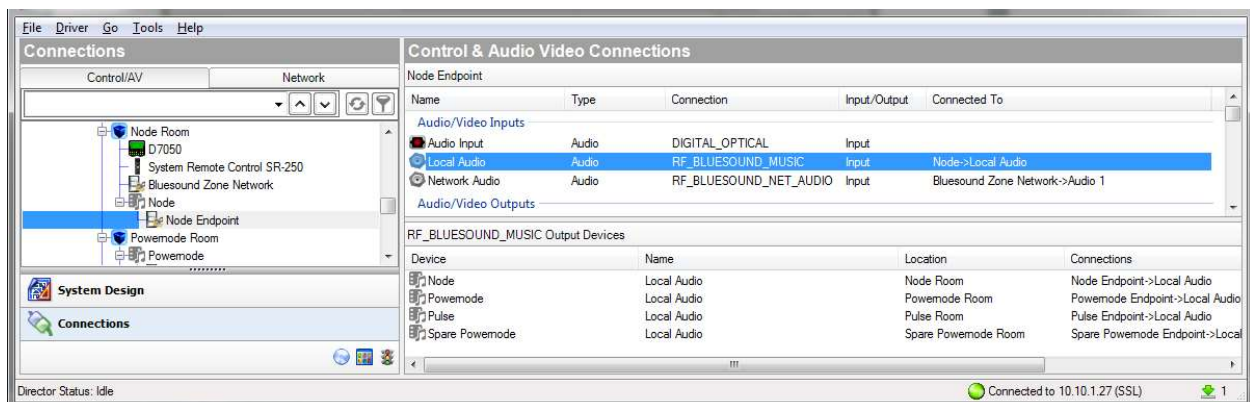 File Driver Go Tools Help
Connections
Control/AV Network
Node Room
D7050
System Remote Control SR-250
Bluesound Zone Network
Node
Node Endpoint
Powernode Room
Powernode
System Design
Connections
Control & Audio Video Connections
Node Endpoint
Name Type Connection Input/Output Connected To
Audio/Video Inputs
Audio Input Audio DIGITAL_OPTICAL Input
Local Audio Audio RF_BLUESOUND_MUSIC Input Node->Local Audio
Network Audio Audio RF_BLUESOUND_NET_AUDIO Input Bluesound Zone Network->Audio 1
Audio/Video Outputs
RF_BLUESOUND_MUSIC Output Devices
Device Name Location Connections
Node Local Audio Node Room Node Endpoint->Local Audio
Powernode Local Audio Powernode Room Powernode Endpoint->Local Audio
Pulse Local Audio Pulse Room Pulse Endpoint->Local Audio
Spare Powernode Local Audio Spare Powernode Room Spare Powernode Endpoint->Local
Director Status: Idle Connected to 10.10.1.27 (SSL) 1